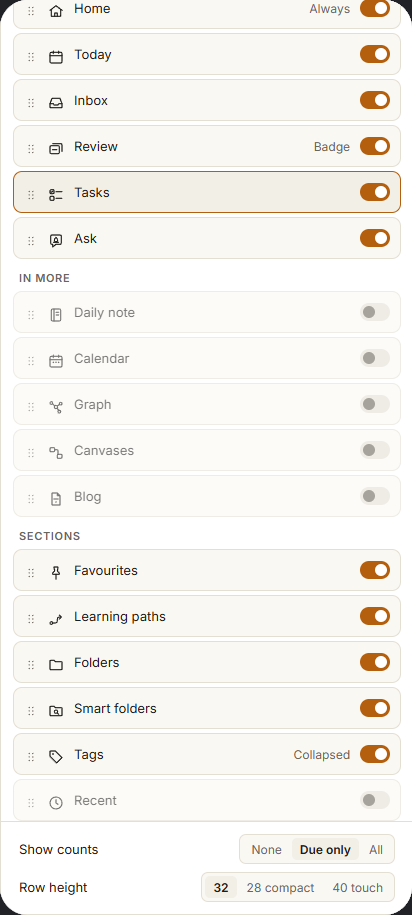 Home Always
Today
Inbox
Review Badge
Tasks
Ask
IN MORE
Daily note
Calendar
Graph
Canvases
Blog
SECTIONS
Favourites
Learning paths
Folders
Smart folders
Tags Collapsed
Recent
Show counts None Due only All
Row height 32 28 compact 40 touch